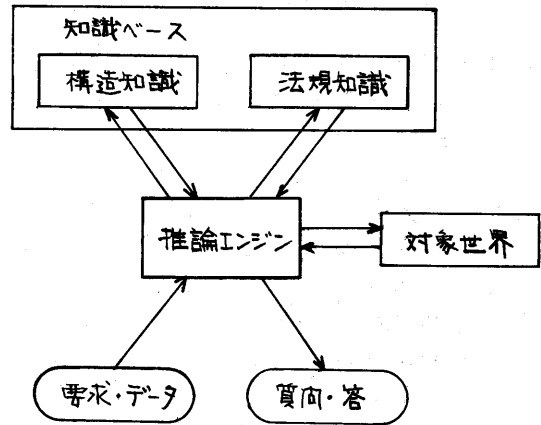 知識ベース
構造知識
法規知識
推論エンジン
対象世界
要求・データ
質問・答